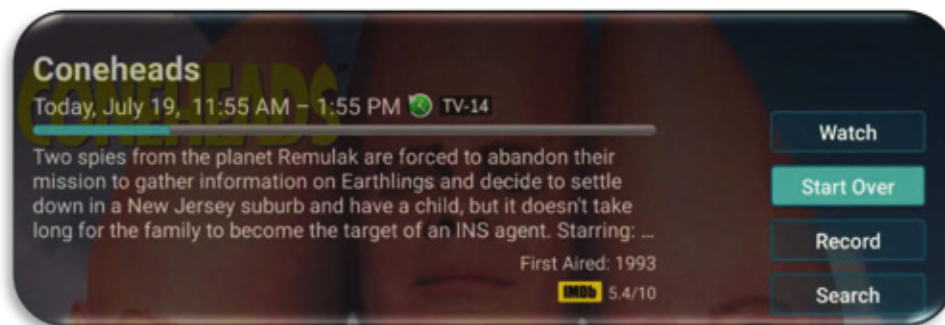 Coneheads
CONEHEADS
Today, July 19, 11:55 AM – 1:55 PM TV-14
Two spies from the planet Remulak are forced to abandon their
mission to gather information on Earthlings and decide to settle
down in a New Jersey suburb and have a child, but it doesn't take
long for the family to become the target of an INS agent. Starring: ...
First Aired: 1993
IMDb 5.4/10
Watch
Start Over
Record
Search